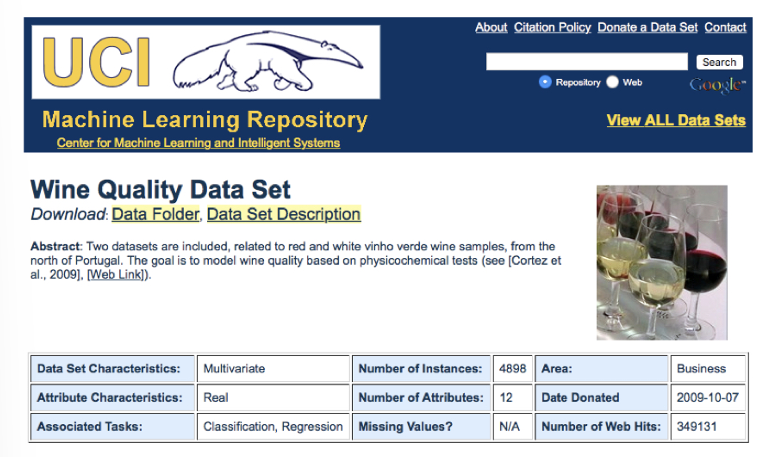 About Citation Policy Donate a Data Set Contact
UCI
Search
Repository Web
Google™
Machine Learning Repository
View ALL Data Sets
Center for Machine Learning and Intelligent Systems
Wine Quality Data Set
Download: Data Folder, Data Set Description
Abstract: Two datasets are included, related to red and white vinho verde wine samples, from the
north of Portugal. The goal is to model wine quality based on physicochemical tests (see [Cortez et
al., 2009], [Web Link]).
Data Set Characteristics: Multivariate Number of Instances: 4898 Area: Business
Attribute Characteristics: Real Number of Attributes: 12 Date Donated 2009-10-07
Associated Tasks: Classification, Regression Missing Values? N/A Number of Web Hits: 349131